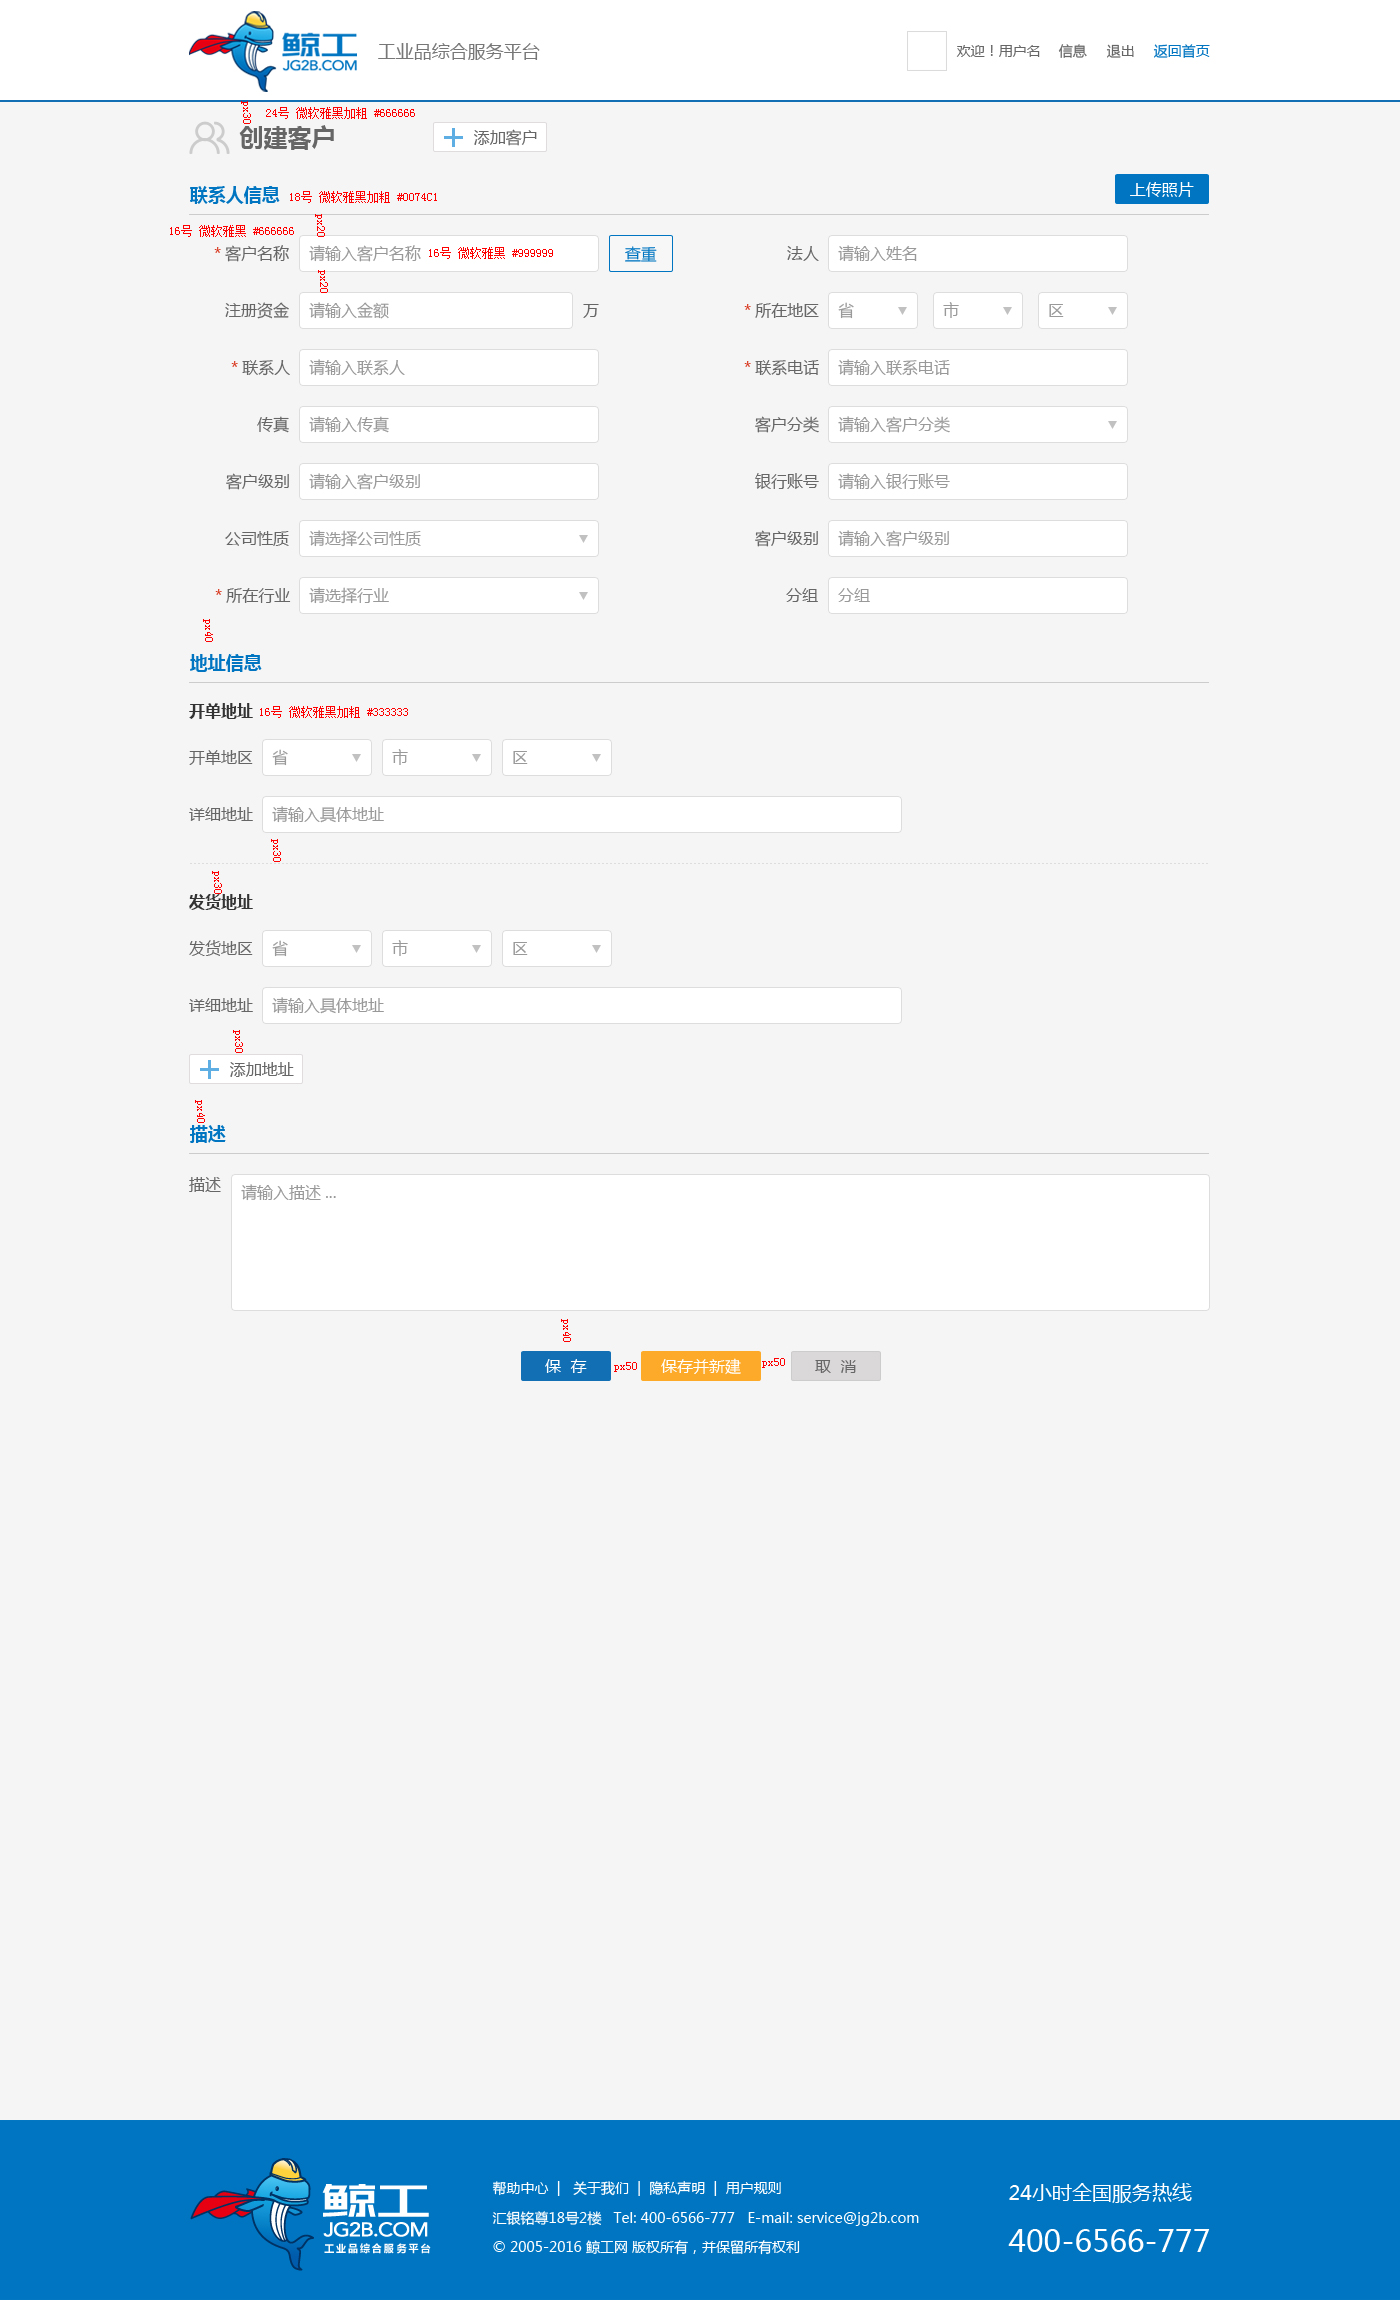 鲸工
JG2B.COM
工业品综合服务平台
欢迎！用户名 信息 退出 返回首页
px30
24号 微软雅黑加粗 #666666
创建客户
添加客户
联系人信息 18号 微软雅黑加粗 #0074C1
上传照片
16号 微软雅黑 #666666
px20
* 客户名称 请输入客户名称 16号 微软雅黑 #999999 查重
法人 请输入姓名
px20
注册资金 请输入金额 万
* 所在地区 省 市 区
* 联系人 请输入联系人
* 联系电话 请输入联系电话
传真 请输入传真
客户分类 请输入客户分类
客户级别 请输入客户级别
银行账号 请输入银行账号
公司性质 请选择公司性质
客户级别 请输入客户级别
* 所在行业 请选择行业
分组 分组
px40
地址信息
开单地址 16号 微软雅黑加粗 #333333
开单地区 省 市 区
详细地址 请输入具体地址
px30
px30
发货地址
发货地区 省 市 区
详细地址 请输入具体地址
px30
添加地址
px40
描述
描述 请输入描述 ...
px40
保 存 px50 保存并新建 px50 取 消
鲸工
JG2B.COM
工业品综合服务平台
帮助中心 | 关于我们 | 隐私声明 | 用户规则
汇银铭尊18号2楼 Tel: 400-6566-777 E-mail: service@jg2b.com
© 2005-2016 鲸工网 版权所有，并保留所有权利
24小时全国服务热线
400-6566-777